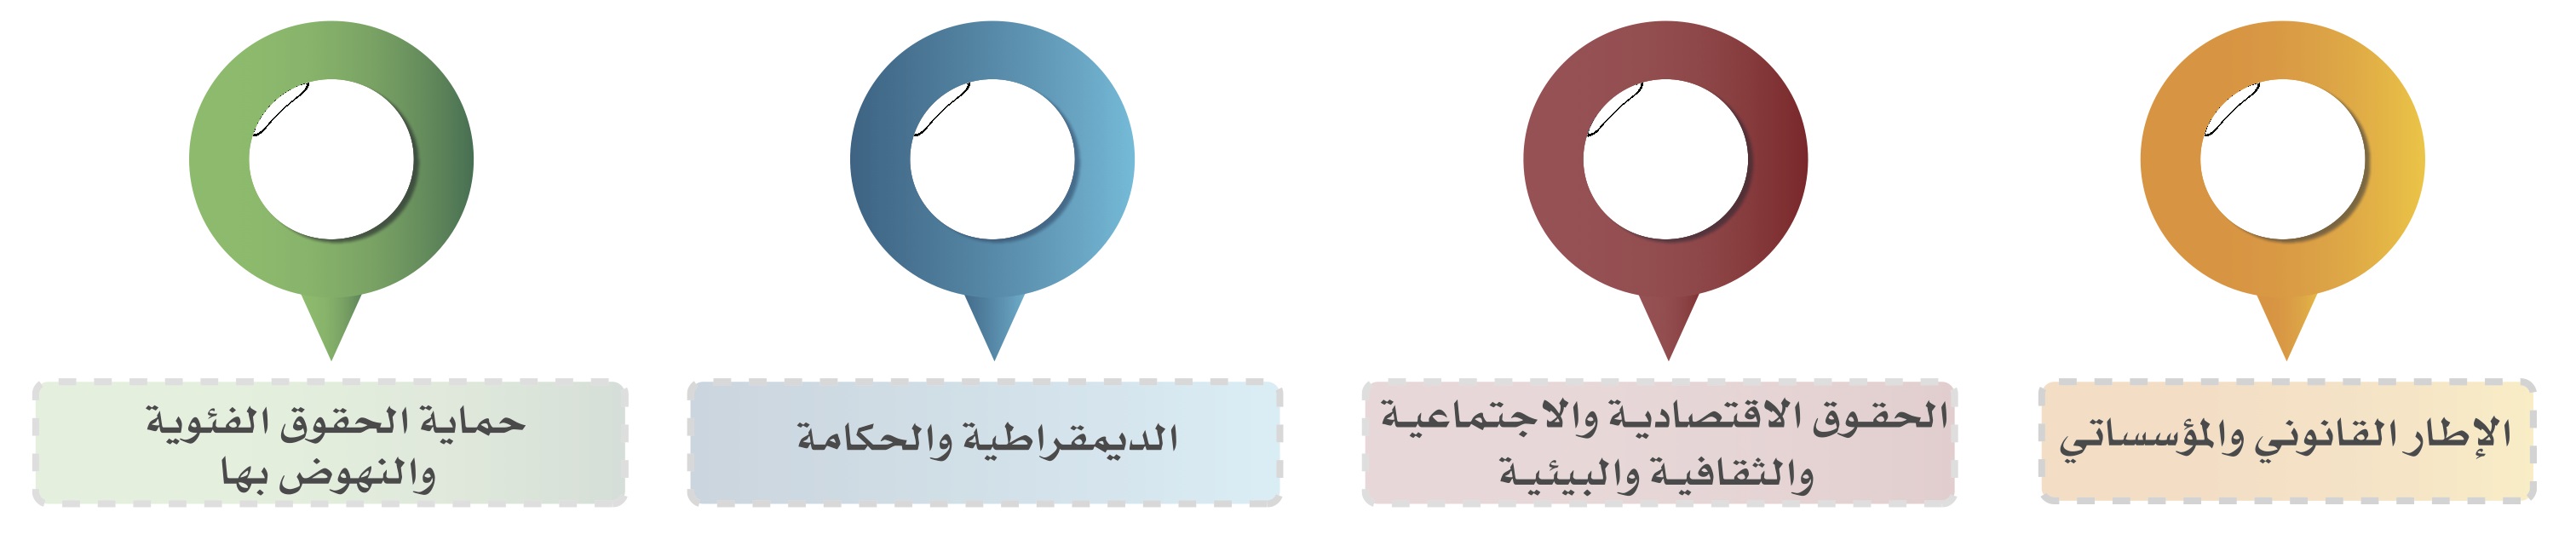 الإطار القانوني والمؤسساتي
الحقوق الاقتصادية والاجتماعية
والثقافية والبيئية
الديمقراطية والحكامة
حماية الحقوق الفئوية
والنهوض بها